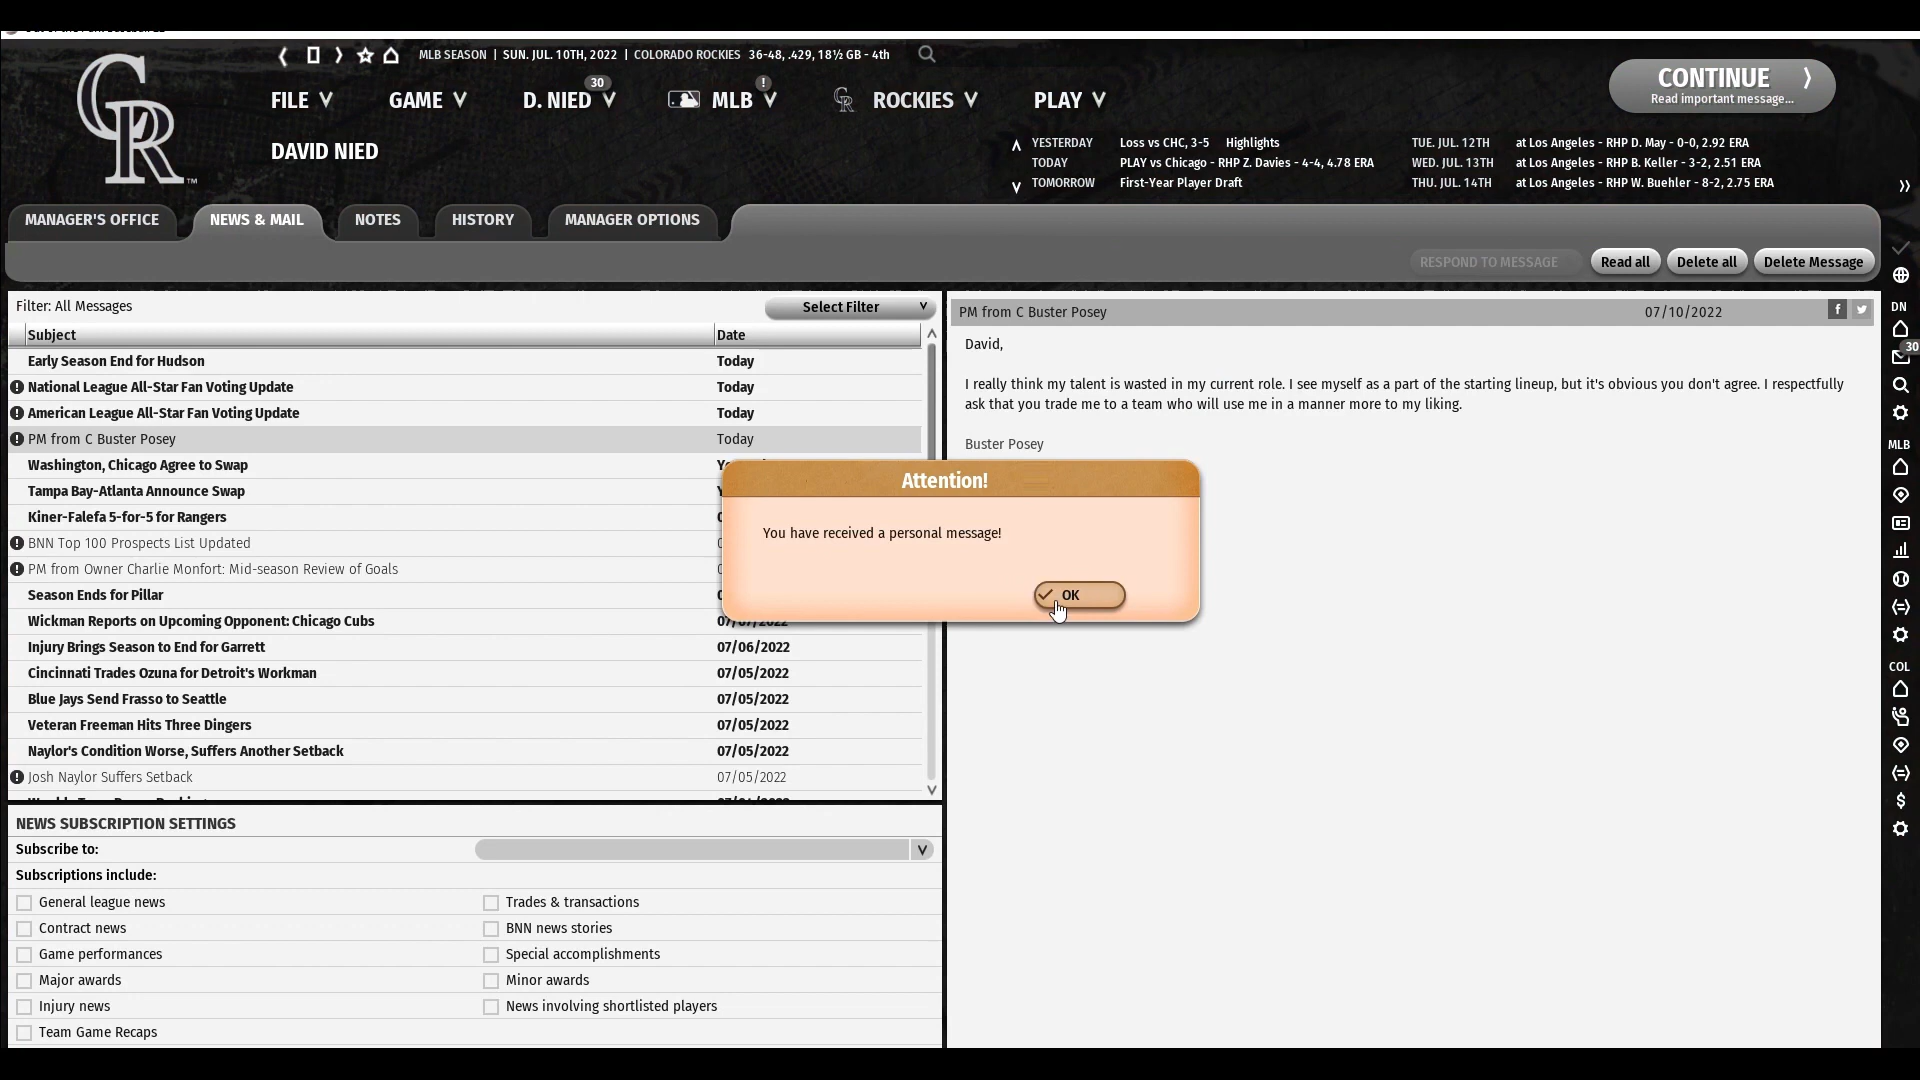 MLB SEASON | SUN. JUL. 10TH, 2022 | COLORADO ROCKIES 36-48, .429, 18½ GB - 4th
30
!
FILE
GAME
D. NIED
MLB
ROCKIES
PLAY
CONTINUE
Read important message...
DAVID NIED
YESTERDAY Loss vs CHC, 3-5 Highlights
TODAY PLAY vs Chicago - RHP Z. Davies - 4-4, 4.78 ERA
TOMORROW First-Year Player Draft
TUE. JUL. 12TH at Los Angeles - RHP D. May - 0-0, 2.92 ERA
WED. JUL. 13TH at Los Angeles - RHP B. Keller - 3-2, 2.51 ERA
THU. JUL. 14TH at Los Angeles - RHP W. Buehler - 8-2, 2.75 ERA
CR
TM
MANAGER'S OFFICE
NEWS & MAIL
NOTES
HISTORY
MANAGER OPTIONS
RESPOND TO MESSAGE
Read all
Delete all
Delete Message
Filter: All Messages
Select Filter
Subject Date
Early Season End for Hudson Today
National League All-Star Fan Voting Update Today
American League All-Star Fan Voting Update Today
PM from C Buster Posey Today
Washington, Chicago Agree to Swap
Tampa Bay-Atlanta Announce Swap
Kiner-Falefa 5-for-5 for Rangers
BNN Top 100 Prospects List Updated
PM from Owner Charlie Monfort: Mid-season Review of Goals
Season Ends for Pillar
Wickman Reports on Upcoming Opponent: Chicago Cubs 07/07/2022
Injury Brings Season to End for Garrett 07/06/2022
Cincinnati Trades Ozuna for Detroit's Workman 07/05/2022
Blue Jays Send Frasso to Seattle 07/05/2022
Veteran Freeman Hits Three Dingers 07/05/2022
Naylor's Condition Worse, Suffers Another Setback 07/05/2022
Josh Naylor Suffers Setback 07/05/2022
PM from C Buster Posey 07/10/2022
David,
I really think my talent is wasted in my current role. I see myself as a part of the starting lineup, but it's obvious you don't agree. I respectfully
ask that you trade me to a team who will use me in a manner more to my liking.
Buster Posey
Attention!
You have received a personal message!
OK
NEWS SUBSCRIPTION SETTINGS
Subscribe to:
Subscriptions include:
General league news Trades & transactions
Contract news BNN news stories
Game performances Special accomplishments
Major awards Minor awards
Injury news News involving shortlisted players
Team Game Recaps
DN
30
MLB
COL